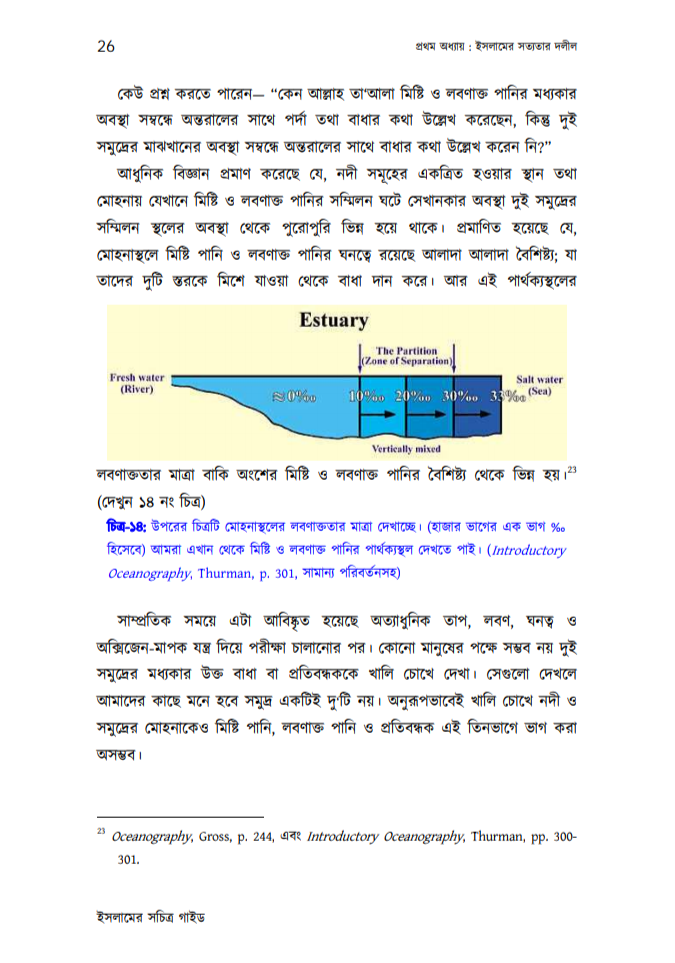 26
প্রথম অধ্যায় : ইসলামের সত্যতার দলীল
কেউ প্রশ্ন করতে পারেন— “কেন আল্লাহ তা'আলা মিষ্টি ও লবণাক্ত পানির মধ্যকার
অবস্থা সম্বন্ধে অন্তরালের সাথে পর্দা তথা বাধার কথা উল্লেখ করেছেন, কিন্তু দুই
সমুদ্রের মাঝখানের অবস্থা সম্বন্ধে অন্তরালের সাথে বাধার কথা উল্লেখ করেন নি?”
আধুনিক বিজ্ঞান প্রমাণ করেছে যে, নদী সমূহের একত্রিত হওয়ার স্থান তথা
মোহনায় যেখানে মিষ্টি ও লবণাক্ত পানির সম্মিলন ঘটে সেখানকার অবস্থা দুই সমুদ্রের
সম্মিলন স্থলের অবস্থা থেকে পুরোপুরি ভিন্ন হয়ে থাকে। প্রমাণিত হয়েছে যে,
মোহনাস্থলে মিষ্টি পানি ও লবণাক্ত পানির ঘনত্বে রয়েছে আলাদা আলাদা বৈশিষ্ট্য; যা
তাদের দুটি স্তরকে মিশে যাওয়া থেকে বাধা দান করে। আর এই পার্থক্যস্থলের
Estuary
The Partition
(Zone of Separation)
Fresh water
(River)
Salt water
(Sea)
≈0‰ 10‰ 20‰ 30‰ 33‰
Vertically mixed
লবণাক্ততার মাত্রা বাকি অংশের মিষ্টি ও লবণাক্ত পানির বৈশিষ্ট্য থেকে ভিন্ন হয়।23
(দেখুন ১৪ নং চিত্র)
চিত্র-১৪: উপরের চিত্রটি মোহনাস্থলের লবণাক্ততার মাত্রা দেখাচ্ছে। (হাজার ভাগের এক ভাগ ‰
হিসেবে) আমরা এখান থেকে মিষ্টি ও লবণাক্ত পানির পার্থক্যস্থল দেখতে পাই। (Introductory
Oceanography, Thurman, p. 301, সামান্য পরিবর্তনসহ)
সাম্প্রতিক সময়ে এটা আবিষ্কৃত হয়েছে অত্যাধুনিক তাপ, লবণ, ঘনত্ব ও
অক্সিজেন-মাপক যন্ত্র দিয়ে পরীক্ষা চালানোর পর। কোনো মানুষের পক্ষে সম্ভব নয় দুই
সমুদ্রের মধ্যকার উক্ত বাধা বা প্রতিবন্ধককে খালি চোখে দেখা। সেগুলো দেখলে
আমাদের কাছে মনে হবে সমুদ্র একটিই দু'টি নয়। অনুরূপভাবেই খালি চোখে নদী ও
সমুদ্রের মোহনাকেও মিষ্টি পানি, লবণাক্ত পানি ও প্রতিবন্ধক এই তিনভাগে ভাগ করা
অসম্ভব।
23 Oceanography, Gross, p. 244, এবং Introductory Oceanography, Thurman, pp. 300-
301.
ইসলামের সচিত্র গাইড